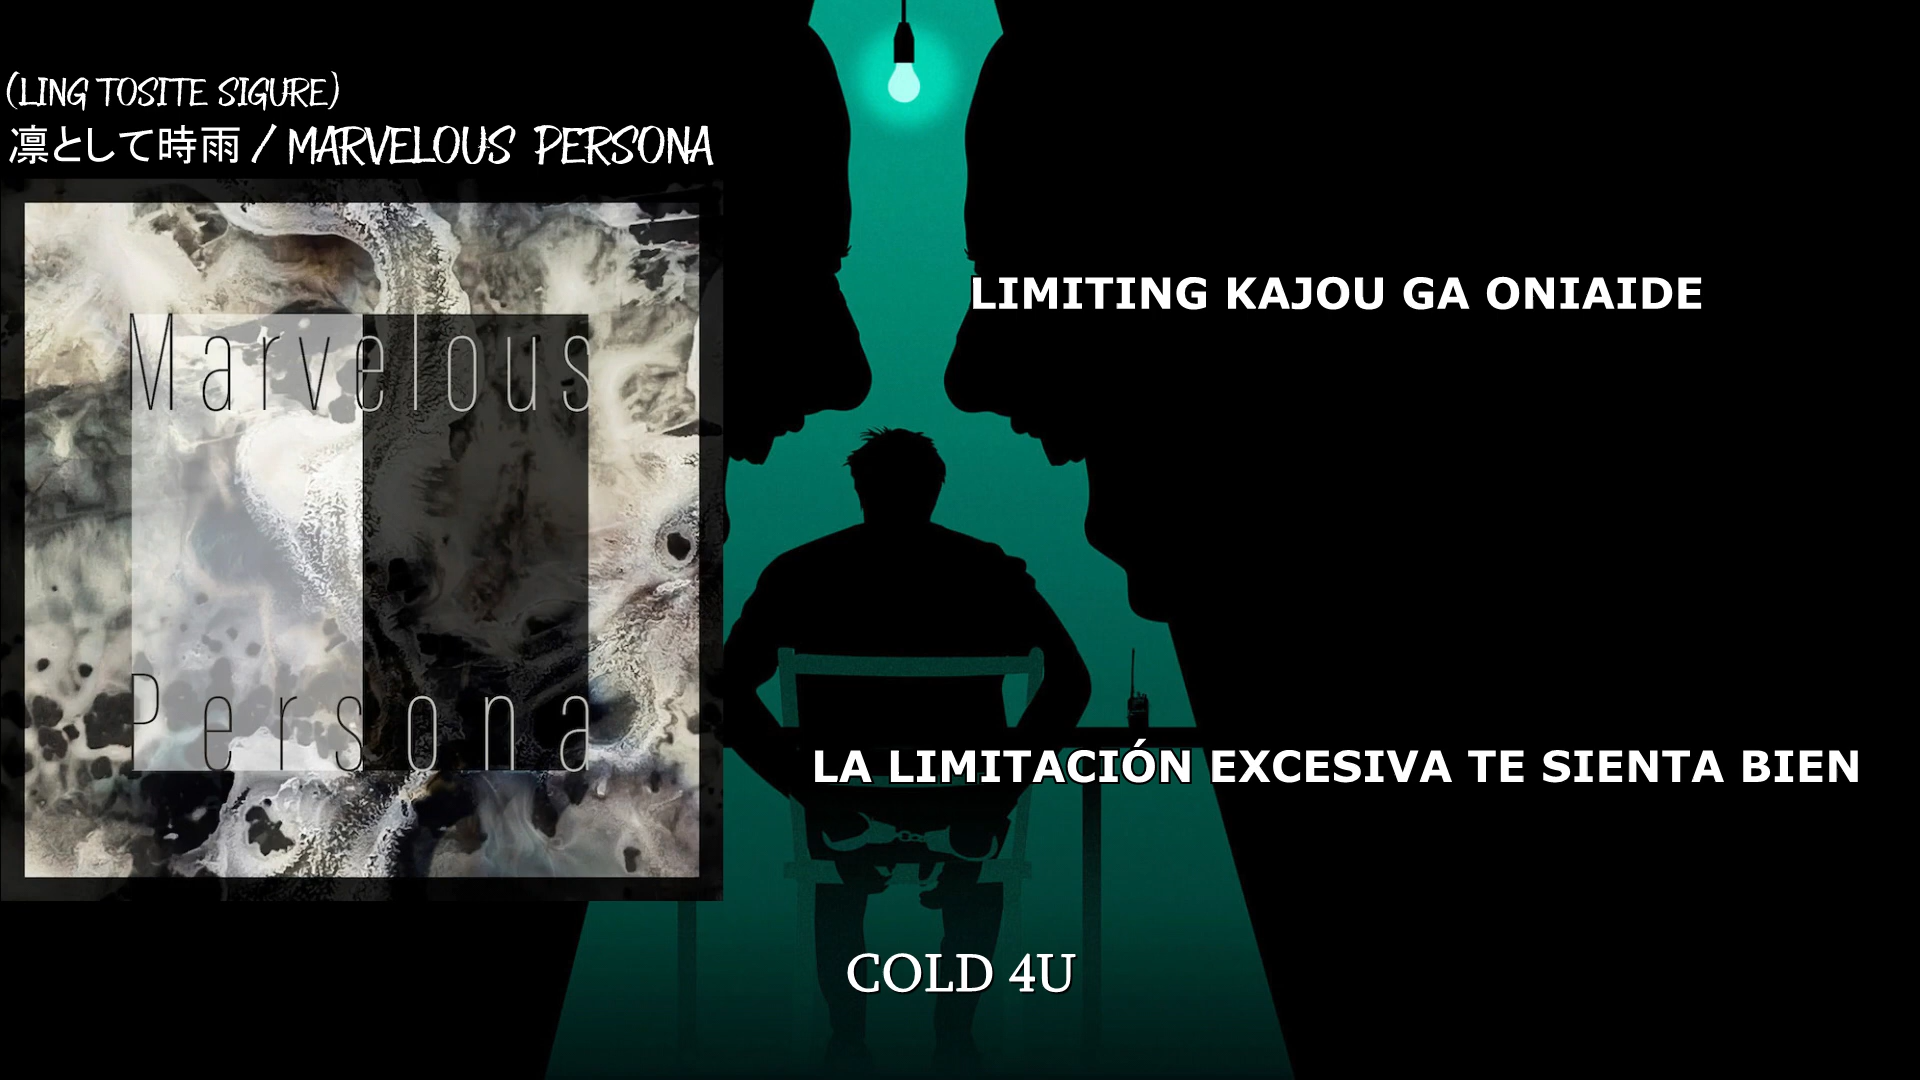 (LING TOSITE SIGURE)
凛として時雨 / MARVELOUS PERSONA
Marvelous
Persona
LIMITING KAJOU GA ONIAIDE
LA LIMITACIÓN EXCESIVA TE SIENTA BIEN
COLD 4U